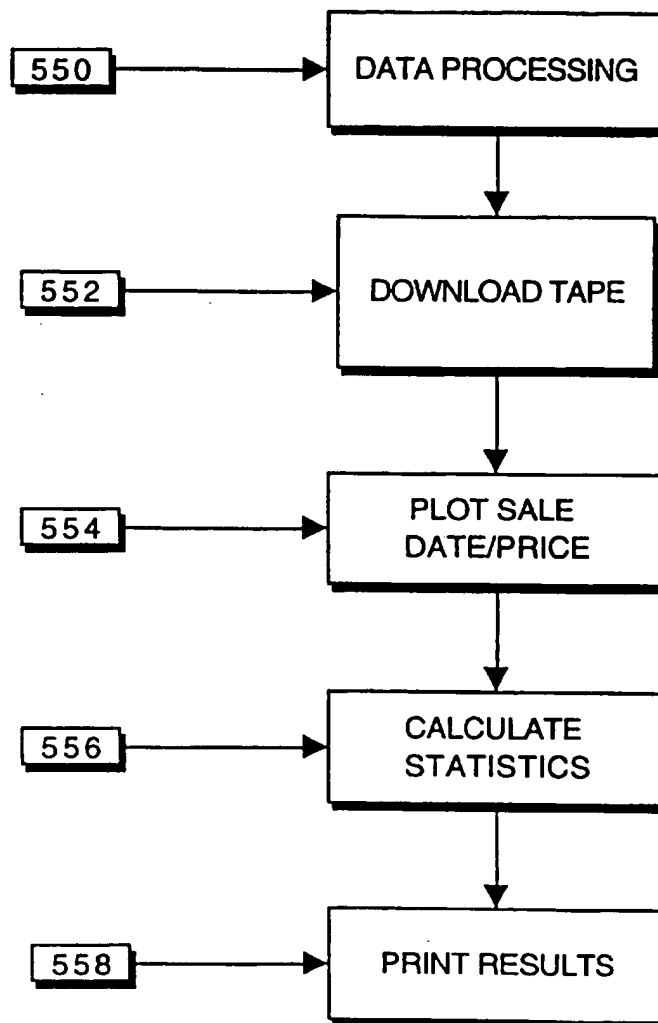 550
DATA PROCESSING
552
DOWNLOAD TAPE
554
PLOT SALE
DATE/PRICE
556
CALCULATE
STATISTICS
558
PRINT RESULTS